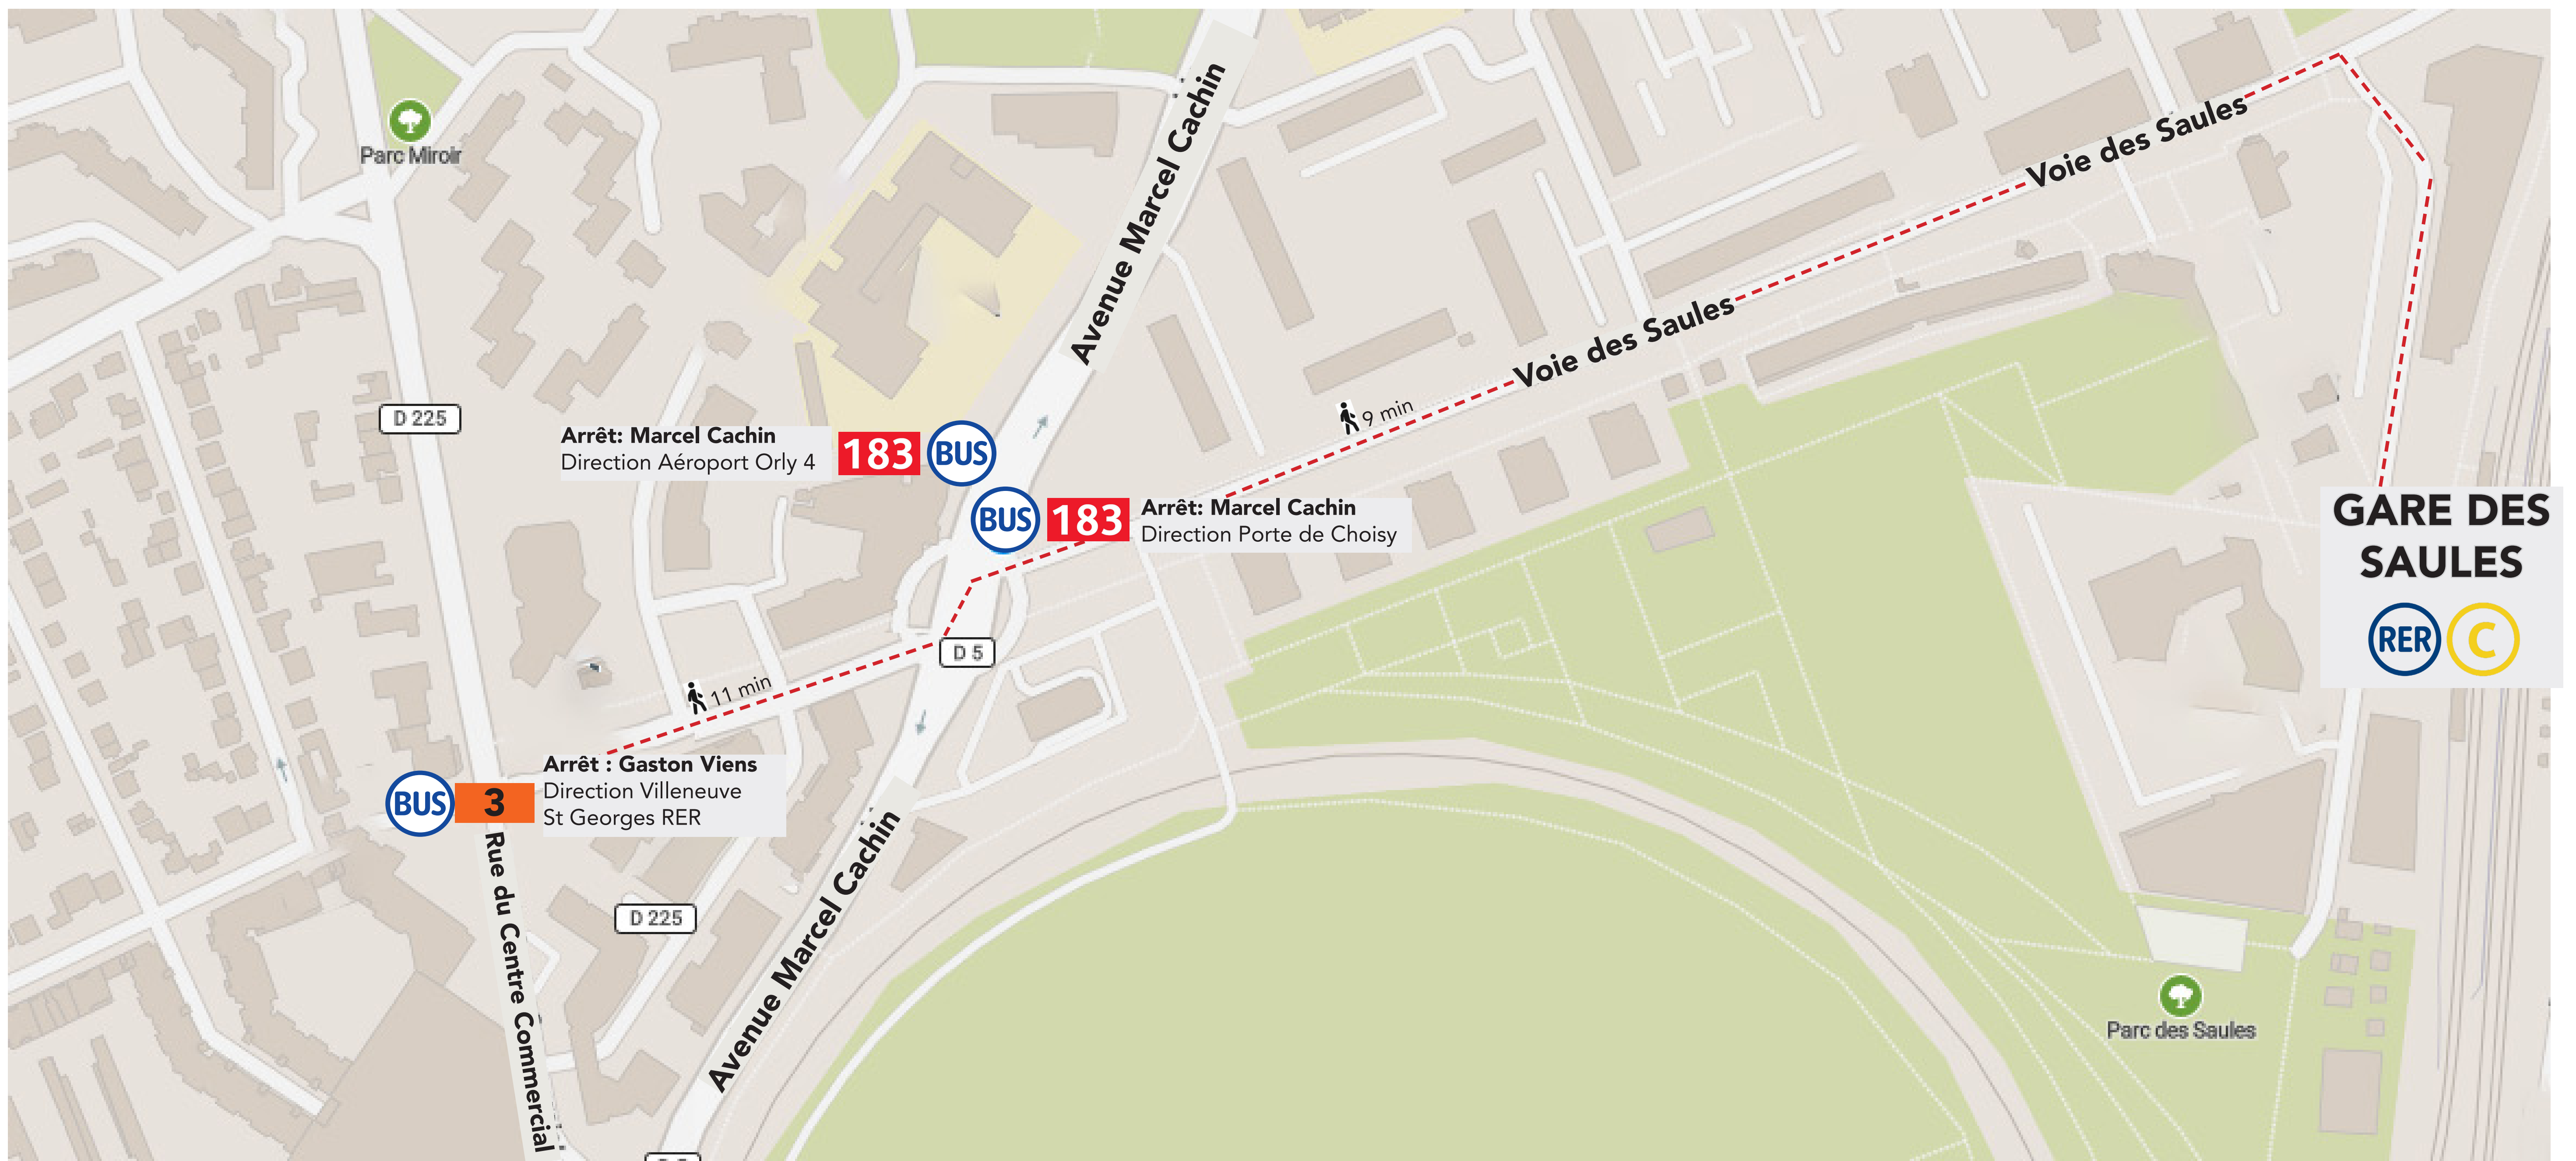 Parc Miroir
Avenue Marcel Cachin
Voie des Saules
Voie des Saules
D 225
9 min
Arrêt: Marcel Cachin
Direction Aéroport Orly 4
183
BUS
BUS
183
Arrêt: Marcel Cachin
Direction Porte de Choisy
GARE DES
SAULES
RER
C
D 5
11 min
Arrêt : Gaston Viens
Direction Villeneuve
St Georges RER
BUS
3
Rue du Centre Commercial
D 225
Avenue Marcel Cachin
Parc des Saules